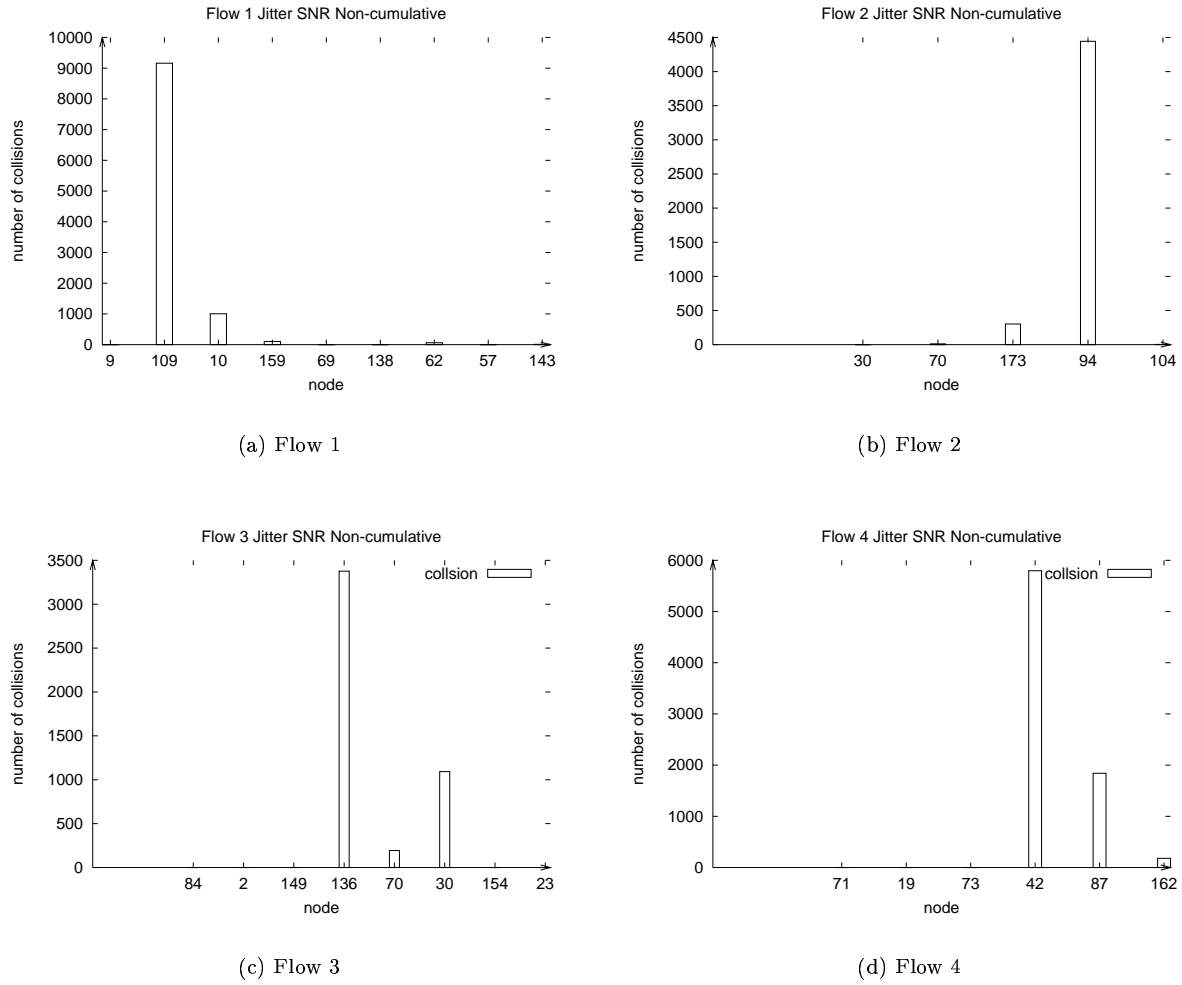 Flow 1 Jitter SNR Non-cumulative
10000
9000
8000
7000
6000
5000
4000
3000
2000
1000
0
number of collisions
9 109 10 159 69 138 62 57 143
node
(a) Flow 1
Flow 2 Jitter SNR Non-cumulative
4500
4000
3500
3000
2500
2000
1500
1000
500
0
number of collisions
30 70 173 94 104
node
(b) Flow 2
Flow 3 Jitter SNR Non-cumulative
collsion
3500
3000
2500
2000
1500
1000
500
0
number of collisions
84 2 149 136 70 30 154 23
node
(c) Flow 3
Flow 4 Jitter SNR Non-cumulative
collsion
6000
5000
4000
3000
2000
1000
0
number of collisions
71 19 73 42 87 162
node
(d) Flow 4